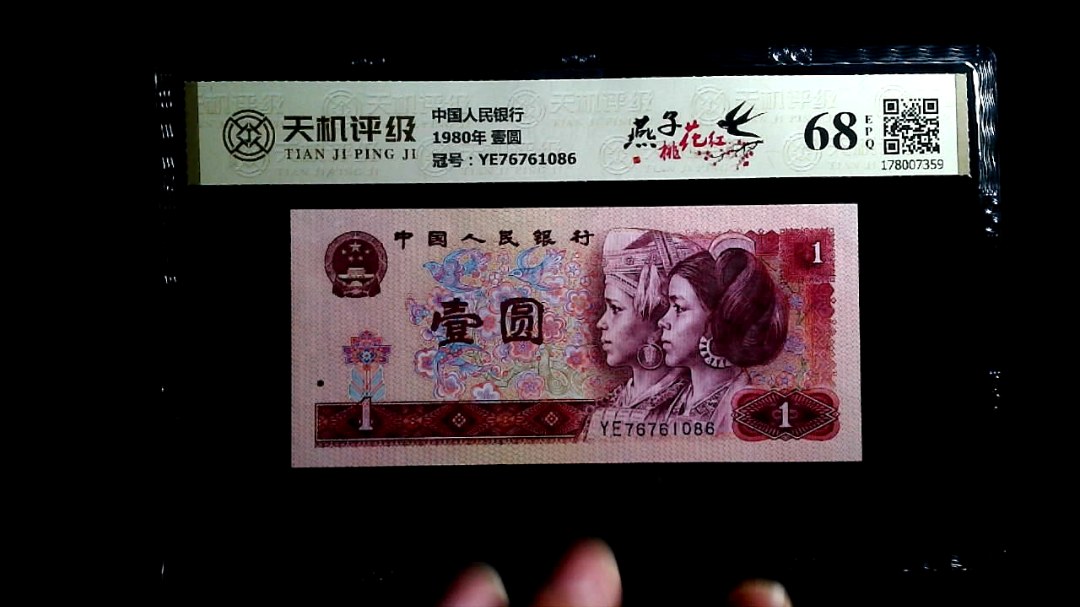 天机评级
TIAN JI PING JI
中国人民银行
1980年 壹圆
冠号：YE76761086
燕子
桃花红
68
EPQ
178007359
中国人民银行
1
壹圆
1
YE76761086
1